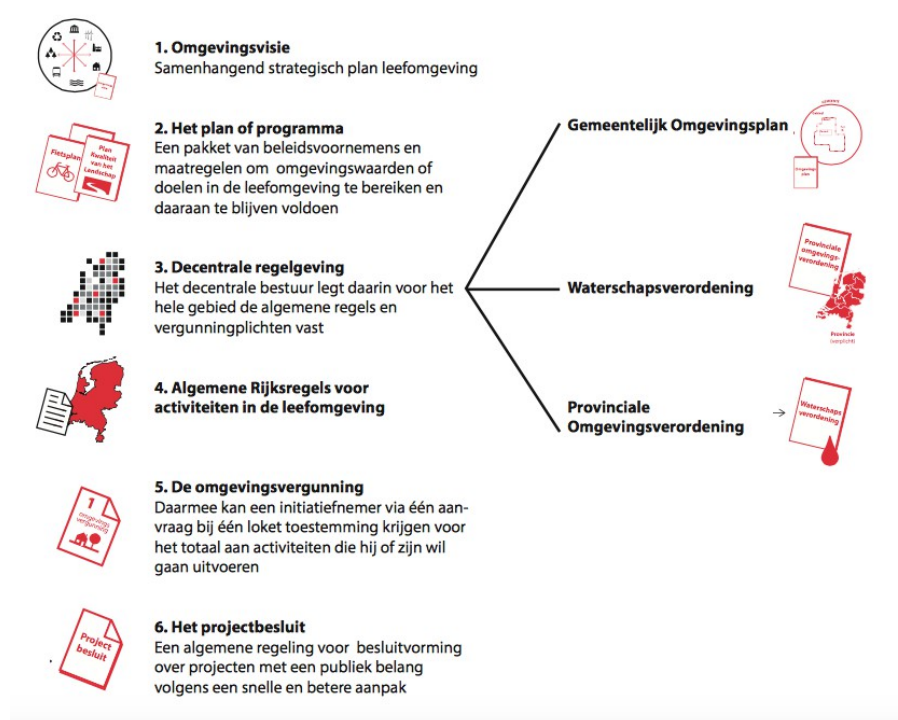 1. Omgevingsvisie
Samenhangend strategisch plan leefomgeving
Fietsplan
Plan
Kwaliteit
van het
Landschap
2. Het plan of programma
Een pakket van beleidsvoornemens en
maatregelen om omgevingswaarden of
doelen in de leefomgeving te bereiken en
daaraan te blijven voldoen
3. Decentrale regelgeving
Het decentrale bestuur legt daarin voor het
hele gebied de algemene regels en
vergunningplichten vast
4. Algemene Rijksregels voor
activiteiten in de leefomgeving
1
omgevings
vergunning
5. De omgevingsvergunning
Daarmee kan een initiatiefnemer via één aan-
vraag bij één loket toestemming krijgen voor
het totaal aan activiteiten die hij of zijn wil
gaan uitvoeren
Project
besluit
6. Het projectbesluit
Een algemene regeling voor besluitvorming
over projecten met een publiek belang
volgens een snelle en betere aanpak
Gemeentelijk Omgevingsplan
Omgevings
plan
Waterschapsverordening
Provinciale
omgevings-
verordening
Provincie
(verplicht)
Provinciale
Omgevingsverordening
Waterschaps
verordening